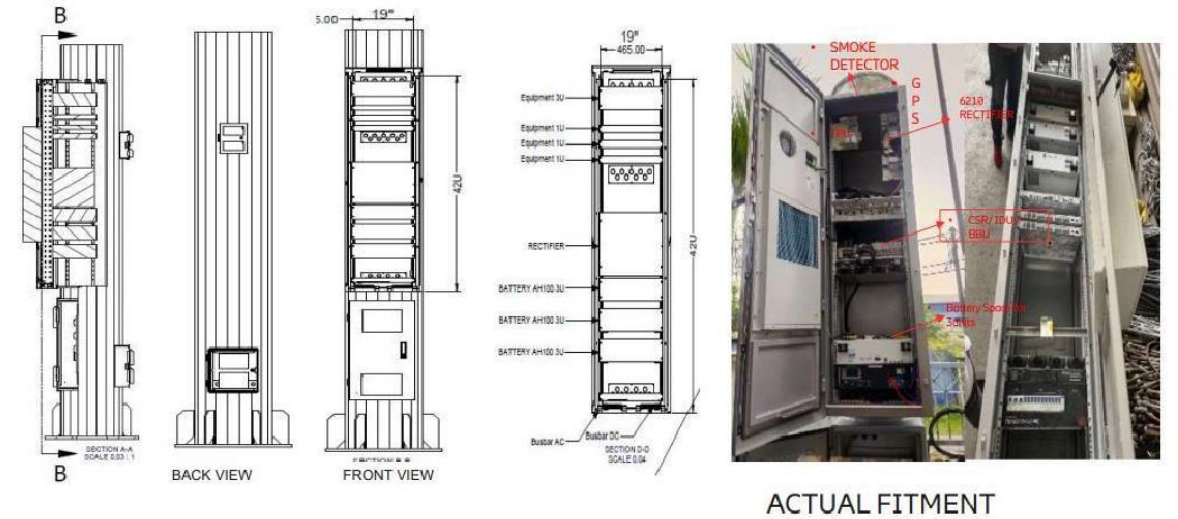 B
SECTION A-A
SCALE 0,03 : 1
B
BACK VIEW
5.00
19"
42U
SECTION B-B
FRONT VIEW
19"
465.00
Equipment 3U
Equipment 1U
Equipment 1U
Equipment 1U
RECTIFIER
BATTERY AH100 3U
BATTERY AH100 3U
BATTERY AH100 3U
42U
Busbar AC
Busbar DC
SECTION D-D
SCALE 0.04
• SMOKE
DETECTOR
• G
P
S
• 6210
RECTIFIER
• CSR/IDU/
BBU
• Battery Space for
3units
ACTUAL FITMENT